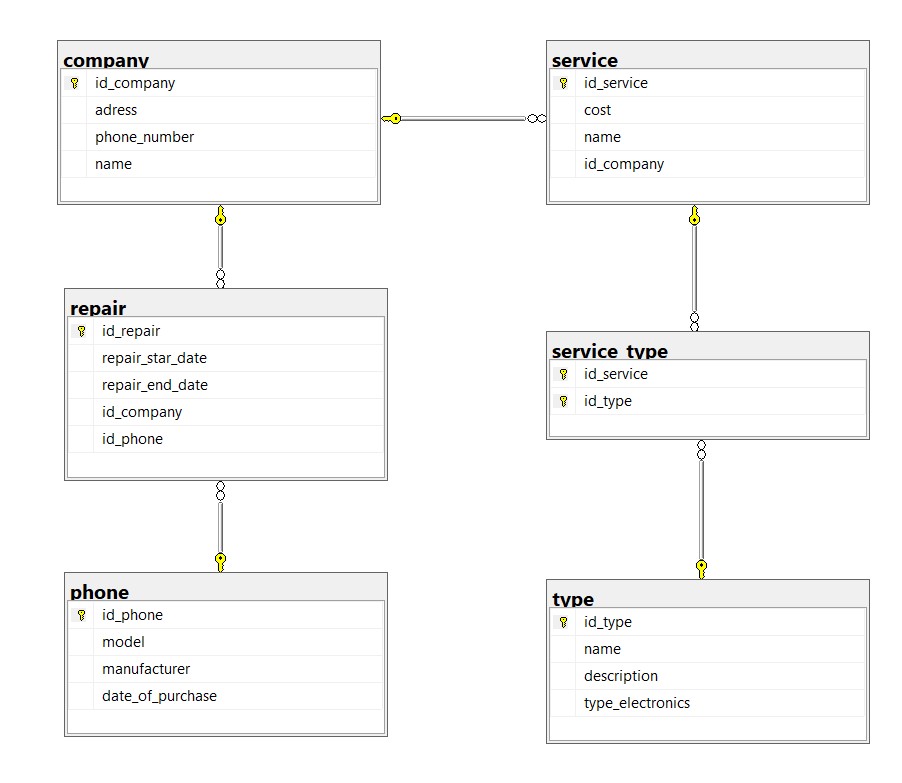 company
id_company
adress
phone_number
name
service
id_service
cost
name
id_company
repair
id_repair
repair_star_date
repair_end_date
id_company
id_phone
service_type
id_service
id_type
phone
id_phone
model
manufacturer
date_of_purchase
type
id_type
name
description
type_electronics